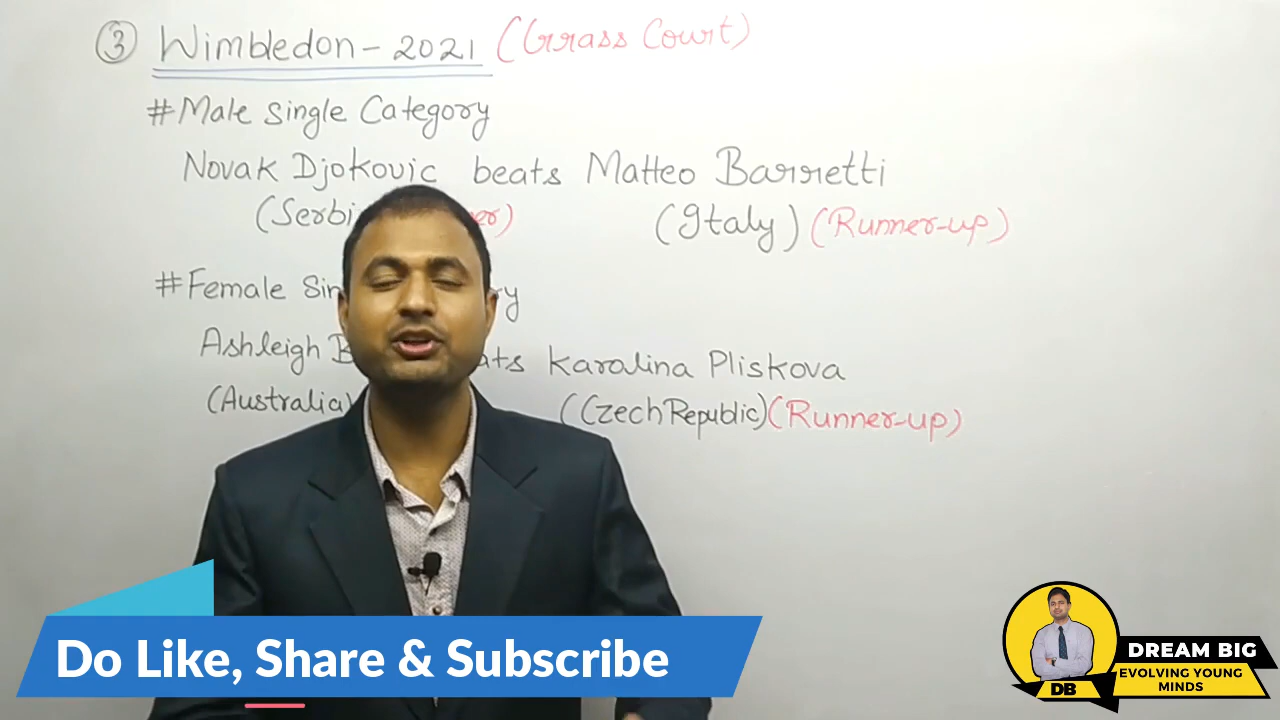 ③ Wimbledon - 2021 (Grass Court)
#Male Single Category
Novak Djokovic beats Matteo Barretti
(Serbi er) (Italy) (Runner-up)
#Female Sin ry
Ashleigh B ats Karolina Pliskova
(Australia) (Czech Republic) (Runner-up)
Do Like, Share & Subscribe
DB
DREAM BIG
EVOLVING YOUNG
MINDS